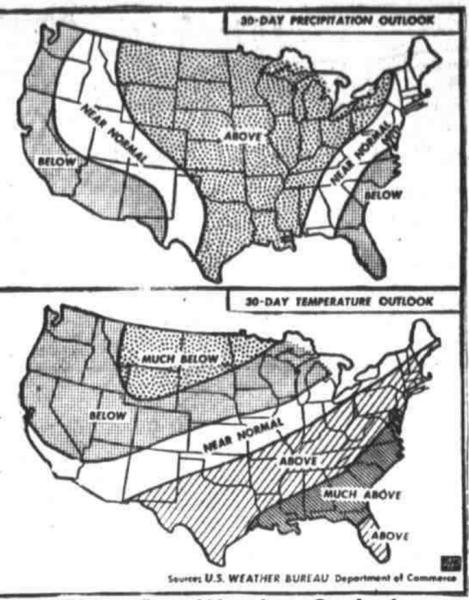 30-DAY PRECIPITATION OUTLOOK
NEAR NORMAL
ABOVE
NEAR NORMAL
BELOW
BELOW
30-DAY TEMPERATURE OUTLOOK
MUCH BELOW
BELOW
NEAR NORMAL
ABOVE
MUCH ABOVE
ABOVE
Source: U.S. WEATHER BUREAU Department of Commerce